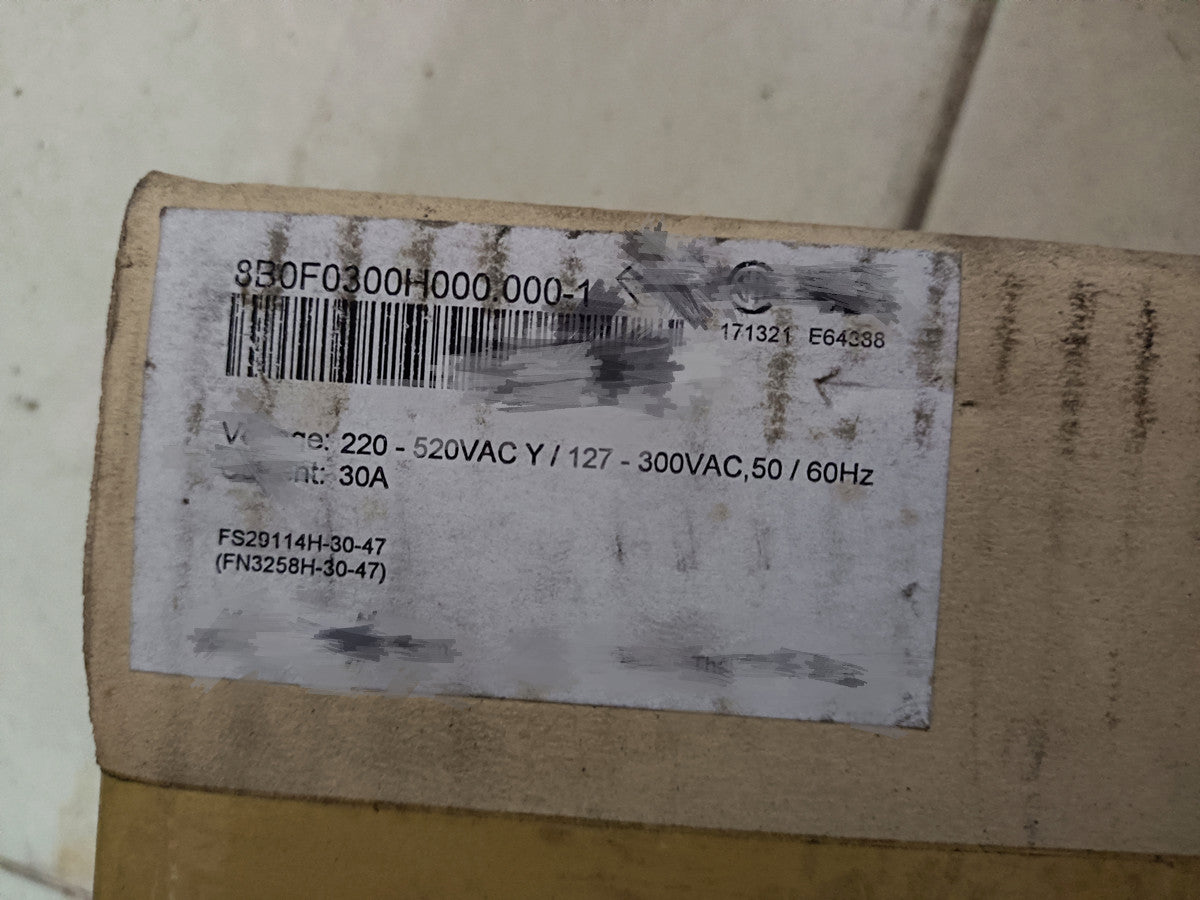 8B0F0300H000.000-1
171321 E64388
220 - 520VAC Y / 127 - 300VAC,50 / 60Hz
30A
FS29114H-30-47
(FN3258H-30-47)